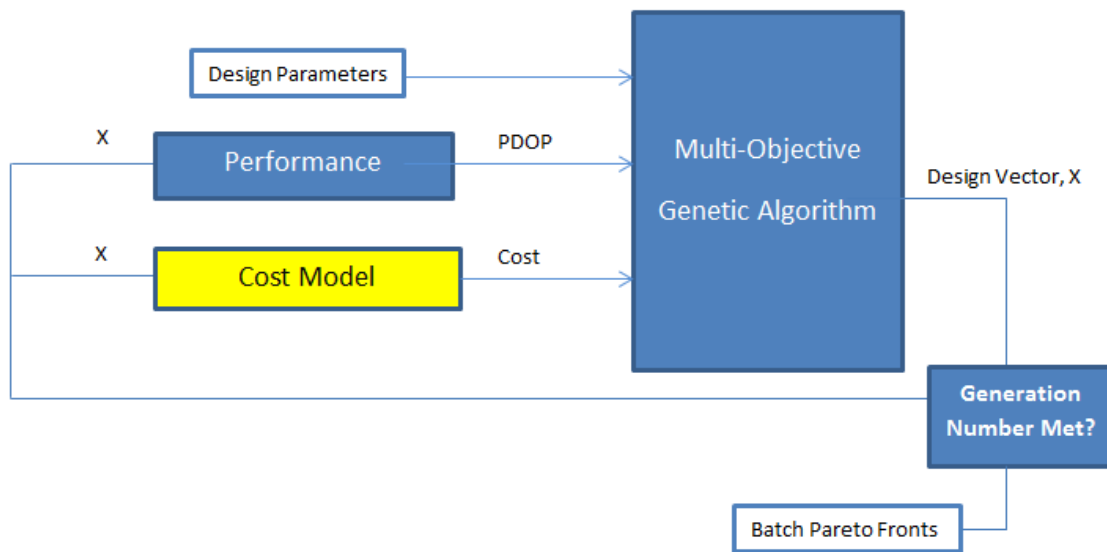 Design Parameters
X
Performance
PDOP
Multi-Objective
Genetic Algorithm
Design Vector, X
X
Cost Model
Cost
Generation
Number Met?
Batch Pareto Fronts